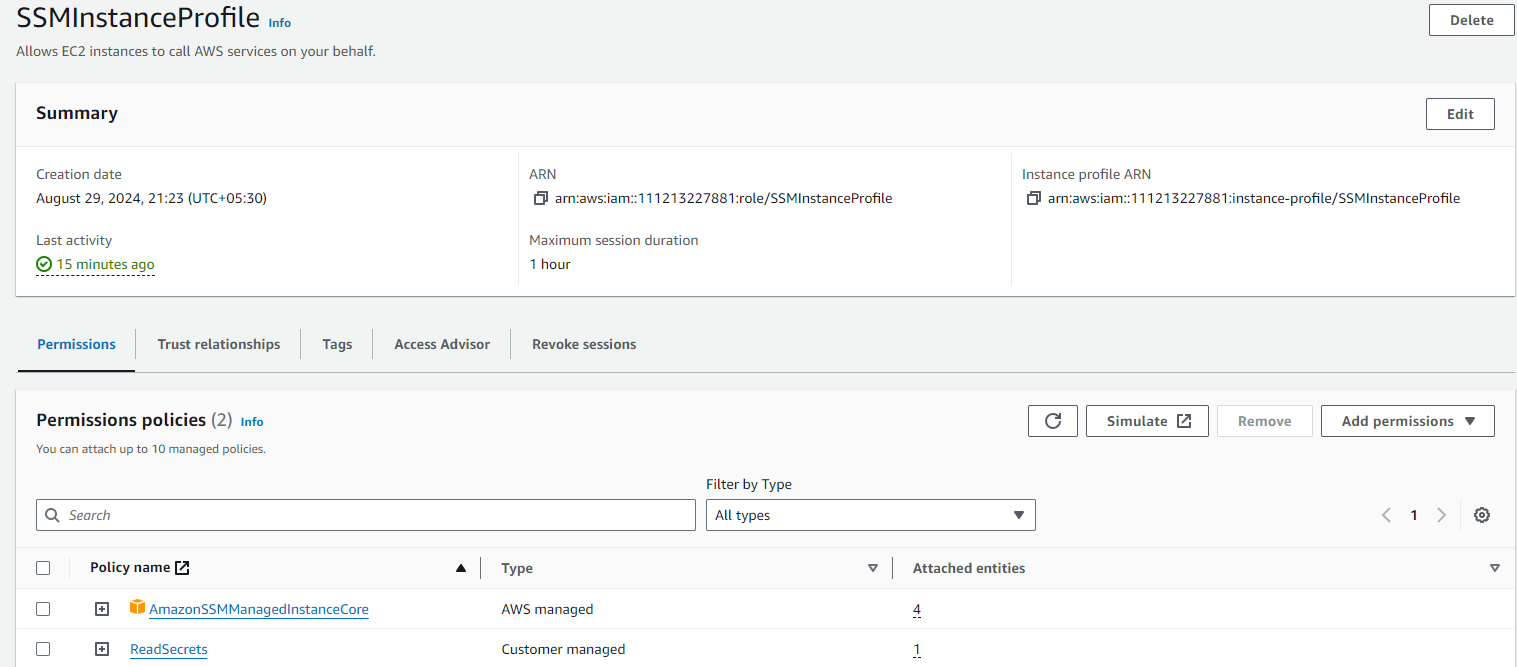 SSMInstanceProfile Info
Delete
Allows EC2 instances to call AWS services on your behalf.
Summary
Edit
Creation date
August 29, 2024, 21:23 (UTC+05:30)
ARN
arn:aws:iam::111213227881:role/SSMInstanceProfile
Instance profile ARN
arn:aws:iam::111213227881:instance-profile/SSMInstanceProfile
Last activity
15 minutes ago
Maximum session duration
1 hour
Permissions Trust relationships Tags Access Advisor Revoke sessions
Permissions policies (2) Info
Simulate Remove Add permissions
You can attach up to 10 managed policies.
Filter by Type
Search All types 1
Policy name Type Attached entities
AmazonSSMManagedInstanceCore AWS managed 4
ReadSecrets Customer managed 1